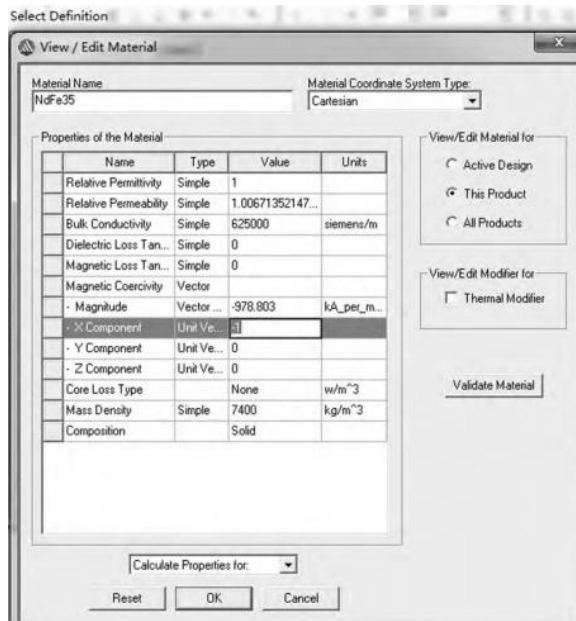 Select Definition
View / Edit Material
Material Name
Material Coordinate System Type:
NdFe35
Cartesian
Properties of the Material
View/Edit Material for
Name Type Value Units
Relative Permittivity Simple 1
Active Design
Relative Permeability Simple 1.00671352147...
This Product
Bulk Conductivity Simple 625000 siemens/m
All Products
Dielectric Loss Tan... Simple 0
Magnetic Loss Tan... Simple 0
Magnetic Coercivity Vector
View/Edit Modifier for
- Magnitude Vector ... -978.803 kA_per_m...
Thermal Modifier
- X Component Unit Ve... -1
- Y Component Unit Ve... 0
- Z Component Unit Ve... 0
Core Loss Type None w/m^3
Validate Material
Mass Density Simple 7400 kg/m^3
Composition Solid
Calculate Properties for:
Reset OK Cancel